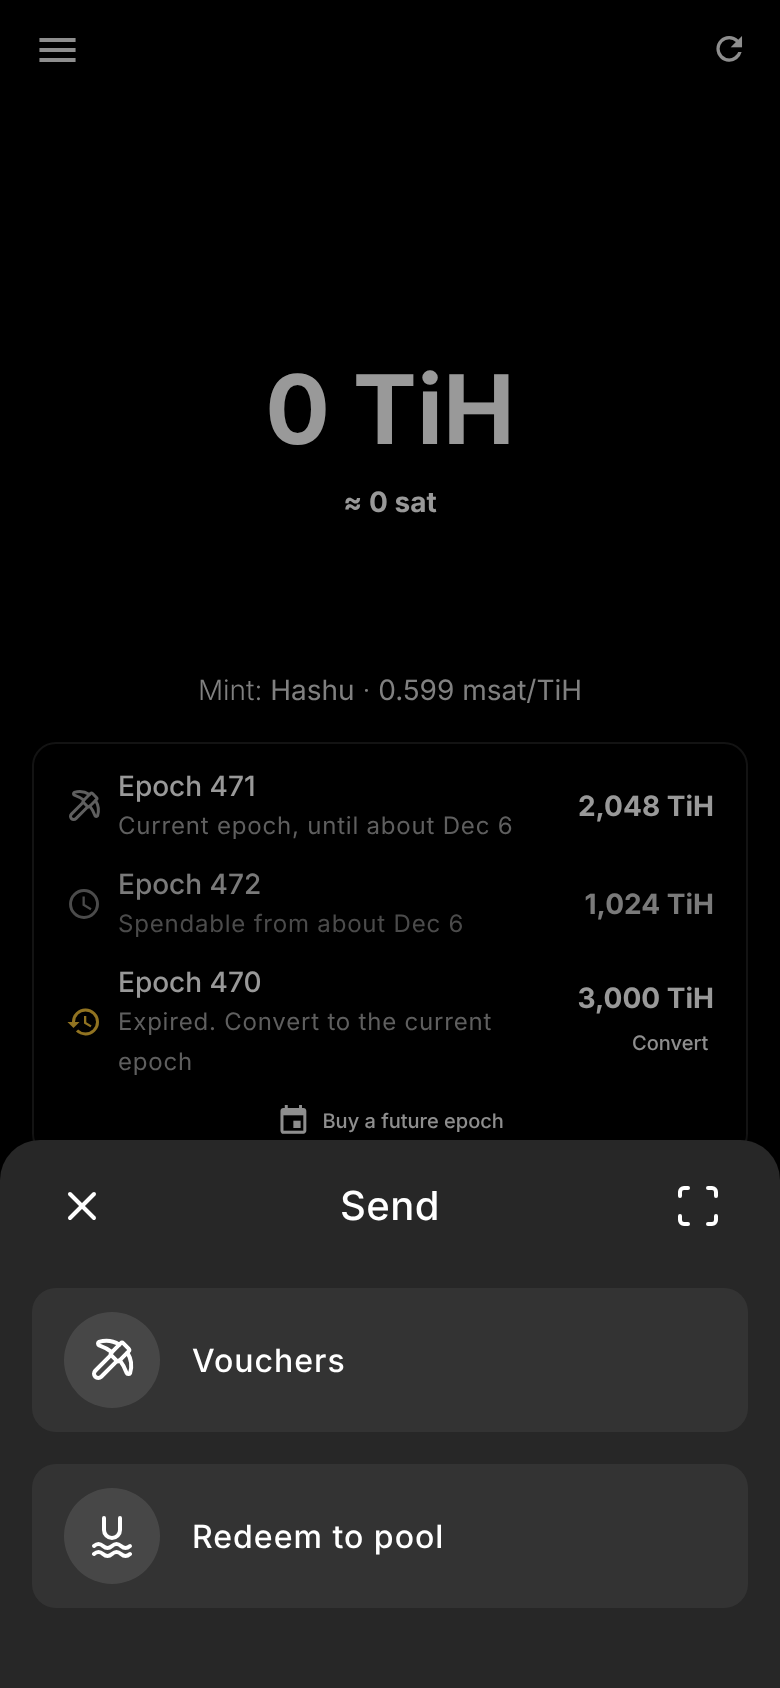 0 TiH
≈ 0 sat
Mint: Hashu · 0.599 msat/TiH
Epoch 471
Current epoch, until about Dec 6
2,048 TiH
Epoch 472
Spendable from about Dec 6
1,024 TiH
Epoch 470
Expired. Convert to the current
epoch
3,000 TiH
Convert
Buy a future epoch
Send
Vouchers
Redeem to pool